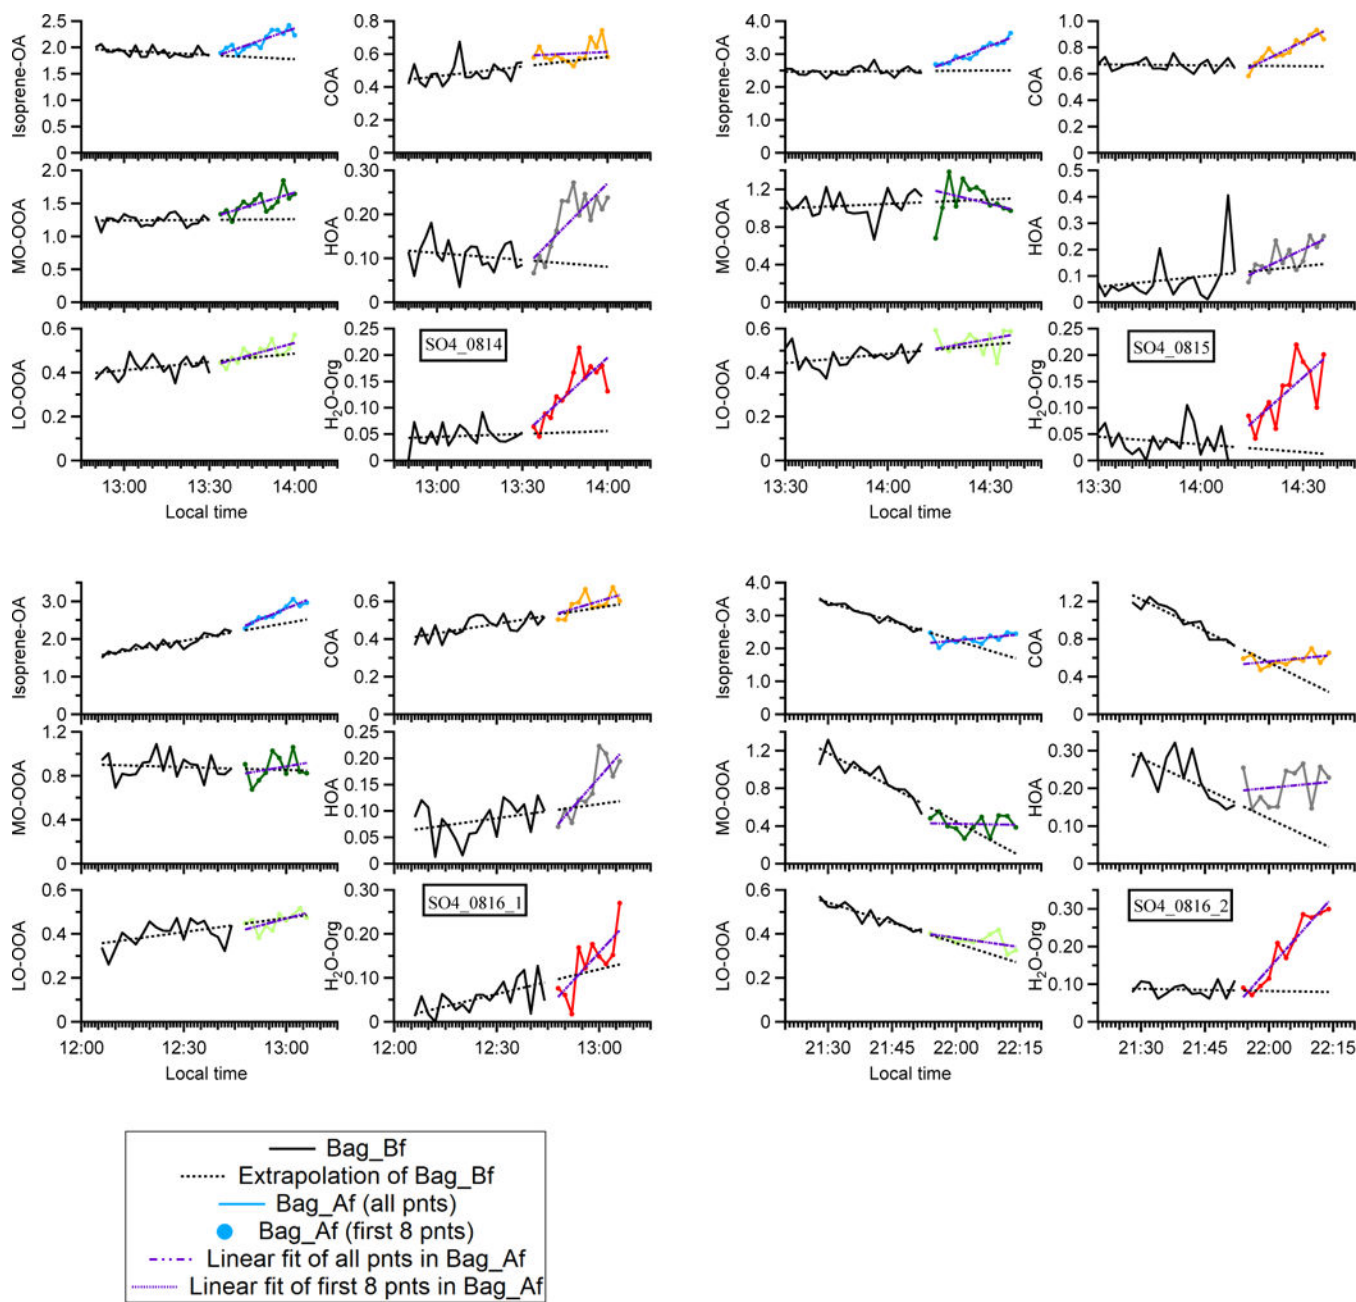 Isoprene-OA
2.5
2.0
1.5
1.0
0.5
0
COA
0.8
0.6
0.4
0.2
0
Isoprene-OA
4.0
3.0
2.0
1.0
0
COA
1.0
0.8
0.6
0.4
0.2
0
MO-OOA
2.0
1.5
1.0
0.5
0
HOA
0.30
0.20
0.10
0
MO-OOA
1.2
0.8
0.4
0
HOA
0.5
0.4
0.3
0.2
0.1
0
LO-OOA
0.6
0.4
0.2
0
H₂O-Org
0.25
0.20
0.15
0.10
0.05
0
SO4_0814
LO-OOA
0.6
0.4
0.2
0
H₂O-Org
0.25
0.20
0.15
0.10
0.05
0
SO4_0815
13:00 13:30 14:00
13:00 13:30 14:00
13:30 14:00 14:30
13:30 14:00 14:30
Local time
Local time
Isoprene-OA
3.0
2.0
1.0
0
COA
0.6
0.4
0.2
0
Isoprene-OA
4.0
3.0
2.0
1.0
0
COA
1.2
0.8
0.4
0
MO-OOA
1.2
0.8
0.4
0
HOA
0.25
0.20
0.15
0.10
0.05
0
MO-OOA
1.2
0.8
0.4
0
HOA
0.30
0.20
0.10
0
LO-OOA
0.6
0.4
0.2
0
H₂O-Org
0.30
0.20
0.10
0
SO4_0816_1
LO-OOA
0.6
0.4
0.2
0
H₂O-Org
0.30
0.20
0.10
0
SO4_0816_2
12:00 12:30 13:00
12:00 12:30 13:00
21:30 21:45 22:00 22:15
21:30 21:45 22:00 22:15
Local time
Local time
Bag_Bf
Extrapolation of Bag_Bf
Bag_Af (all pnts)
Bag_Af (first 8 pnts)
Linear fit of all pnts in Bag_Af
Linear fit of first 8 pnts in Bag_Af